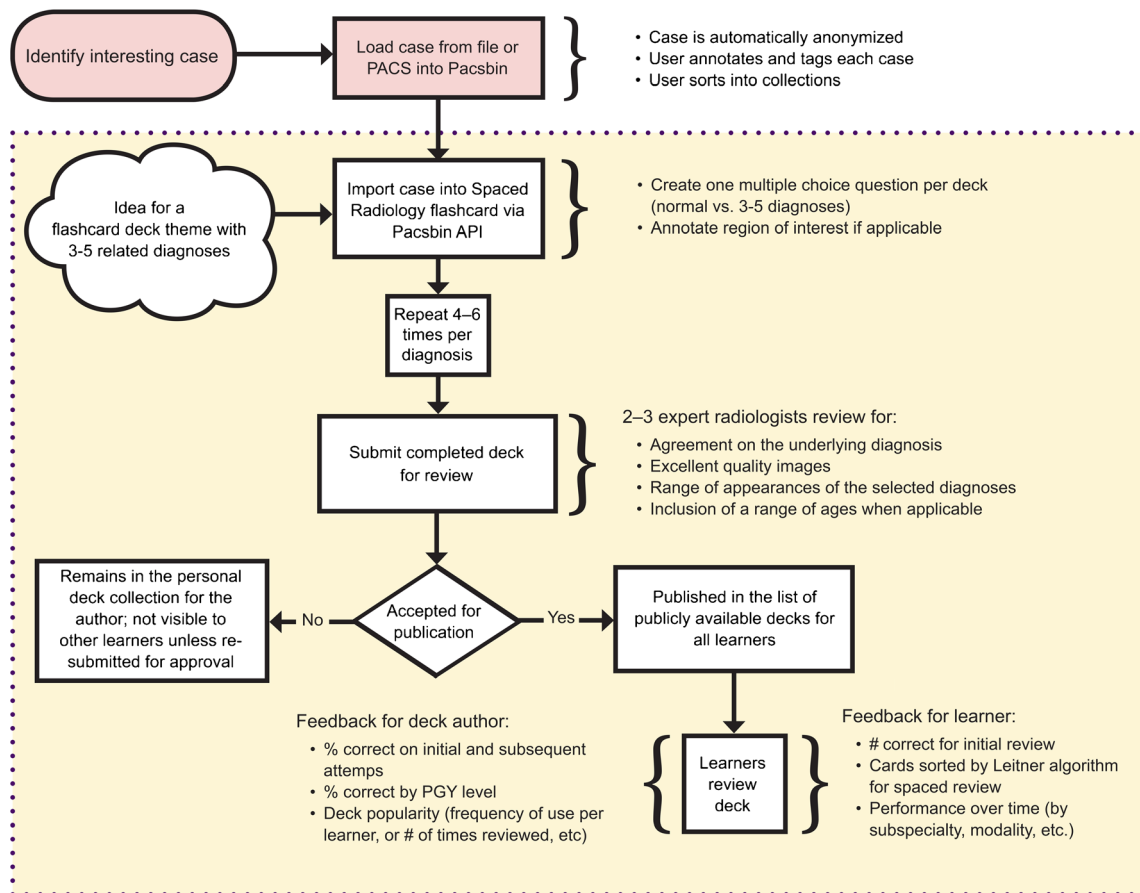 Identify interesting case
Load case from file or
PACS into Pacsbin
• Case is automatically anonymized
• User annotates and tags each case
• User sorts into collections
Idea for a
flashcard deck theme with
3-5 related diagnoses
Import case into Spaced
Radiology flashcard via
Pacsbin API
• Create one multiple choice question per deck
(normal vs. 3-5 diagnoses)
• Annotate region of interest if applicable
Repeat 4–6
times per
diagnosis
Submit completed deck
for review
2–3 expert radiologists review for:
• Agreement on the underlying diagnosis
• Excellent quality images
• Range of appearances of the selected diagnoses
• Inclusion of a range of ages when applicable
Remains in the personal
deck collection for the
author; not visible to
other learners unless re-
submitted for approval
No
Accepted for
publication
Yes
Published in the list of
publicly available decks for
all learners
Feedback for deck author:
• % correct on initial and subsequent
attemps
• % correct by PGY level
• Deck popularity (frequency of use per
learner, or # of times reviewed, etc)
Learners
review
deck
Feedback for learner:
• # correct for initial review
• Cards sorted by Leitner algorithm
for spaced review
• Performance over time (by
subspecialty, modality, etc.)